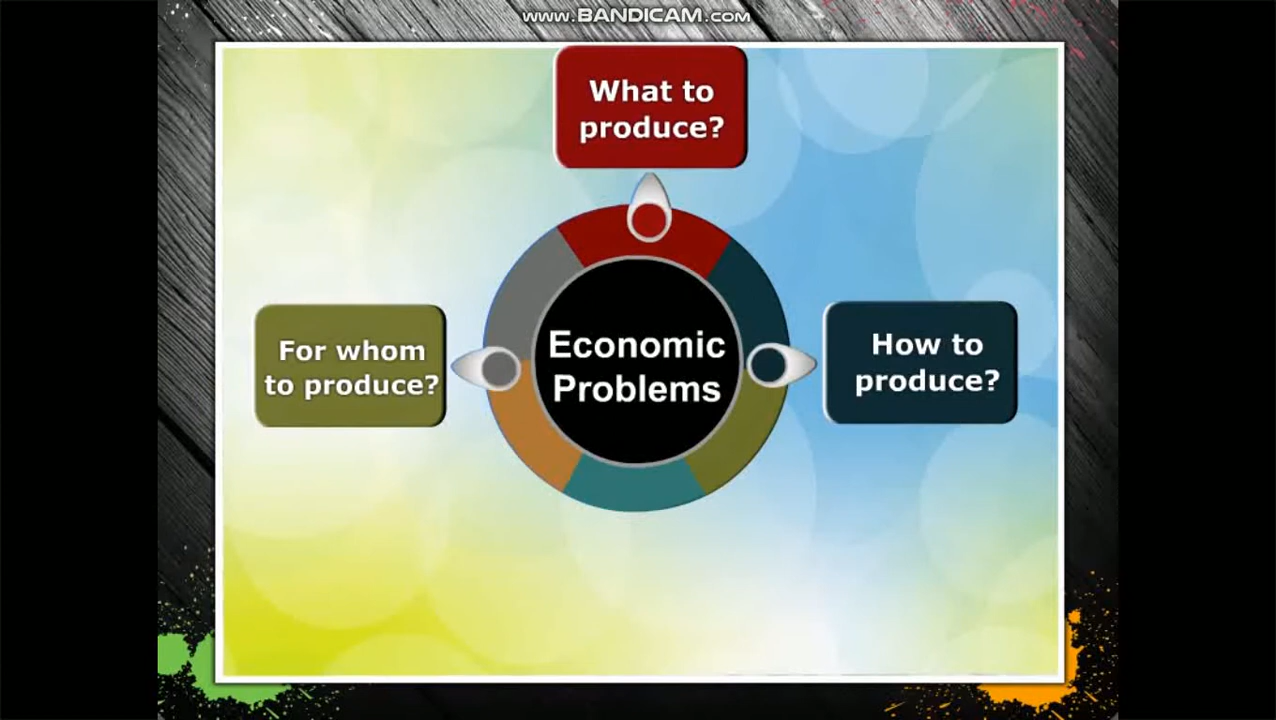 www.BANDICAM.com
What to
produce?
For whom
to produce?
Economic
Problems
How to
produce?